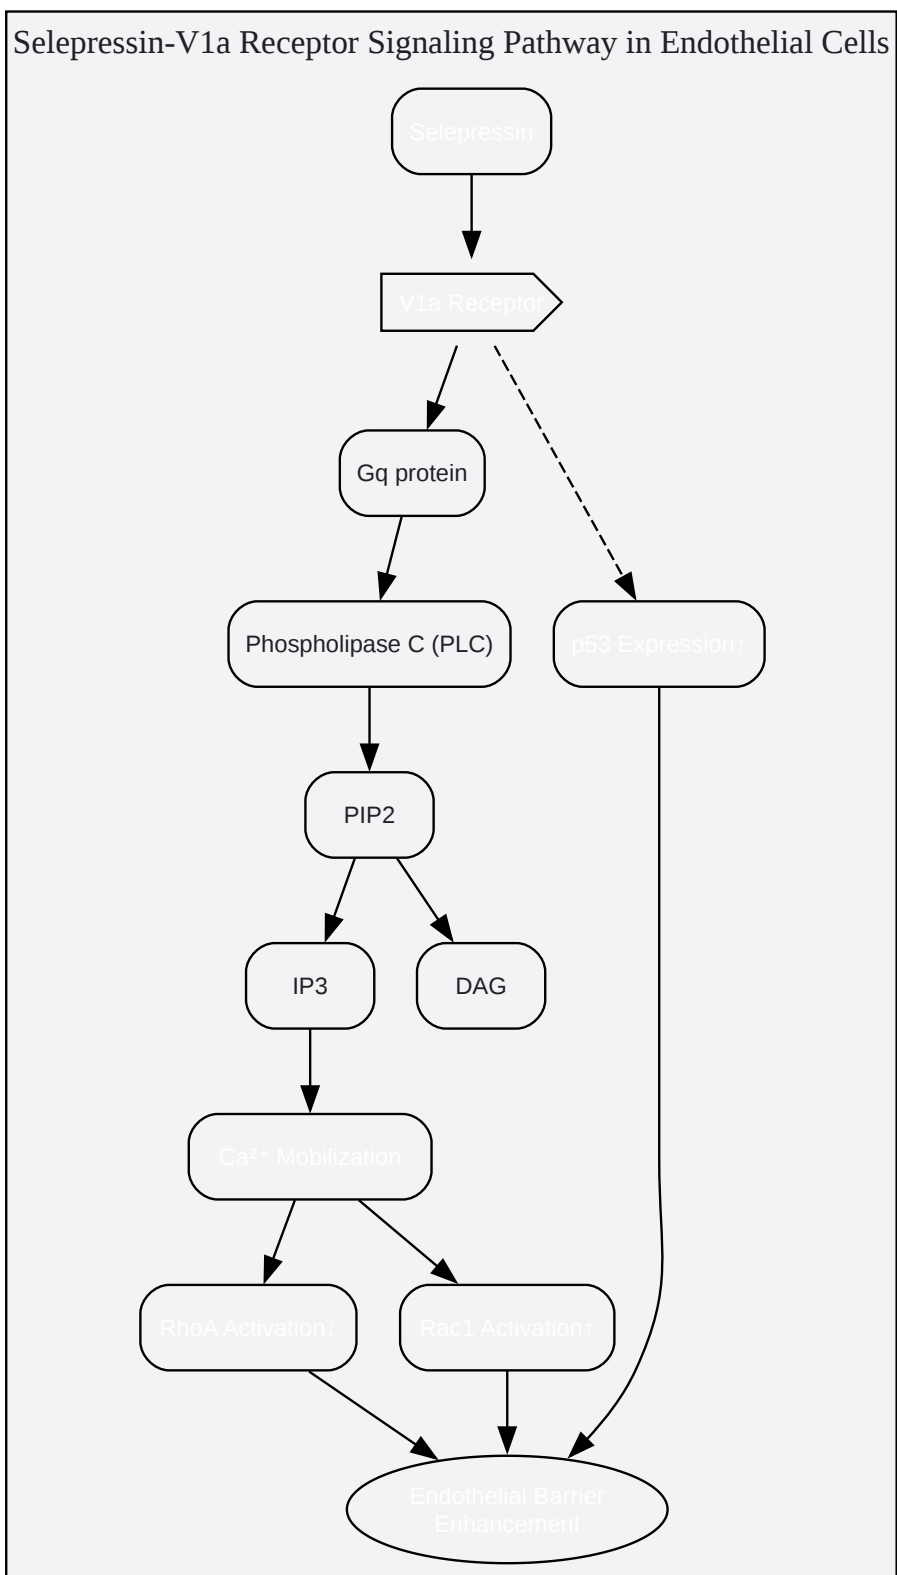 Selepressin-V1a Receptor Signaling Pathway in Endothelial Cells
Selepressin
V1a Receptor
Gq protein
Phospholipase C (PLC)
p53 Expression↑
PIP2
IP3
DAG
Ca²⁺ Mobilization
RhoA Activation↓
Rac1 Activation↑
Endothelial Barrier
Enhancement